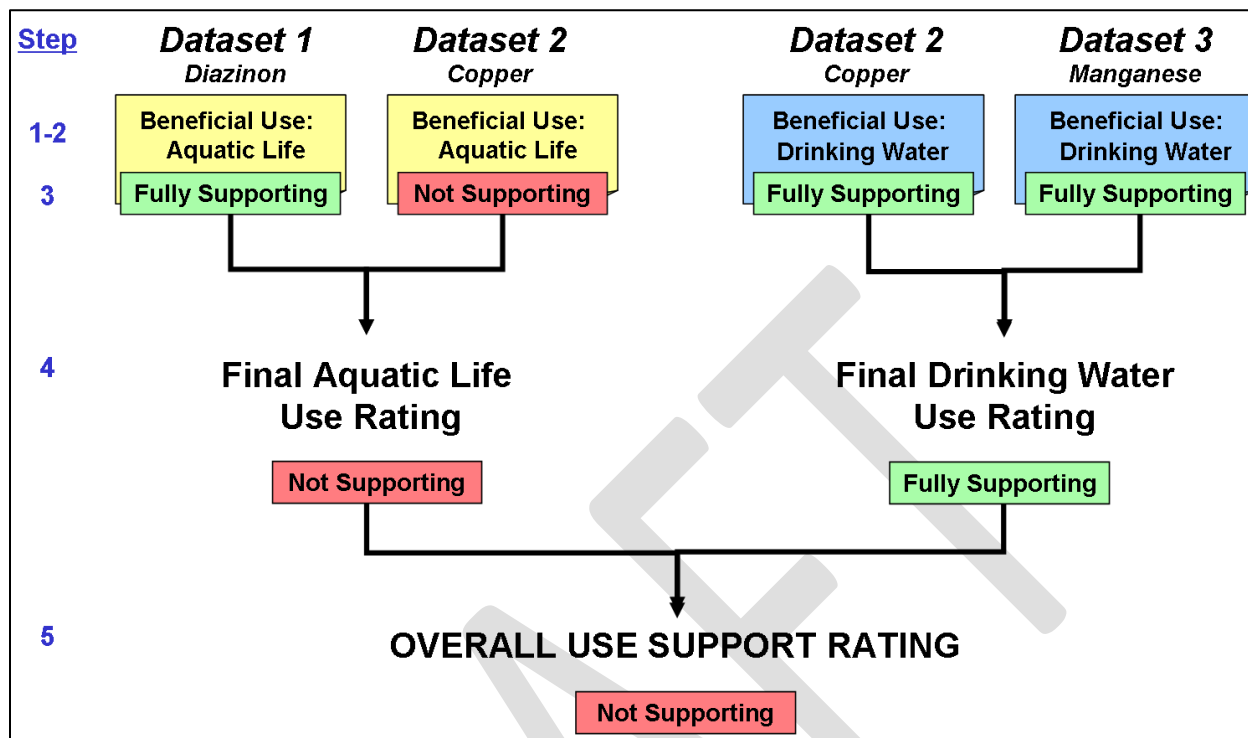 Step
Dataset 1
Dataset 2
Dataset 2
Dataset 3
Diazinon
Copper
Copper
Manganese
1-2
Beneficial Use:
Aquatic Life
Beneficial Use:
Aquatic Life
Beneficial Use:
Drinking Water
Beneficial Use:
Drinking Water
3
Fully Supporting
Not Supporting
Fully Supporting
Fully Supporting
4
Final Aquatic Life
Use Rating
Final Drinking Water
Use Rating
Not Supporting
Fully Supporting
5
OVERALL USE SUPPORT RATING
Not Supporting
AFT